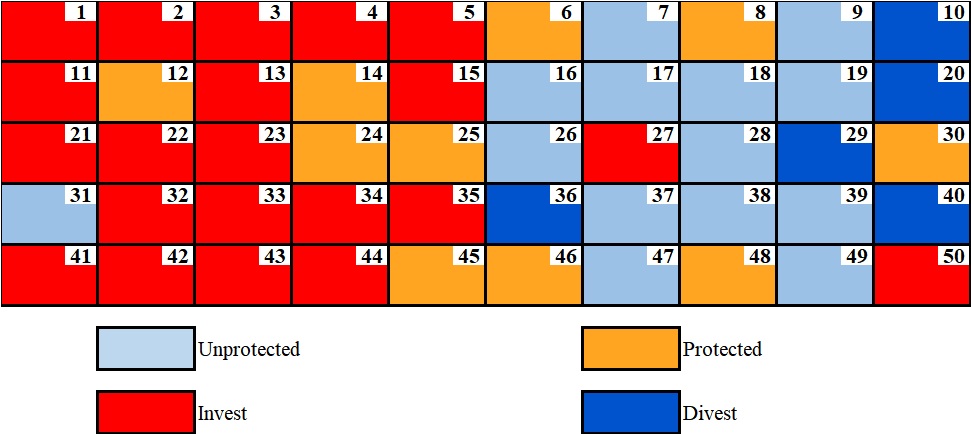 1 2 3 4 5 6 7 8 9 10
11 12 13 14 15 16 17 18 19 20
21 22 23 24 25 26 27 28 29 30
31 32 33 34 35 36 37 38 39 40
41 42 43 44 45 46 47 48 49 50
Unprotected Protected
Invest Divest